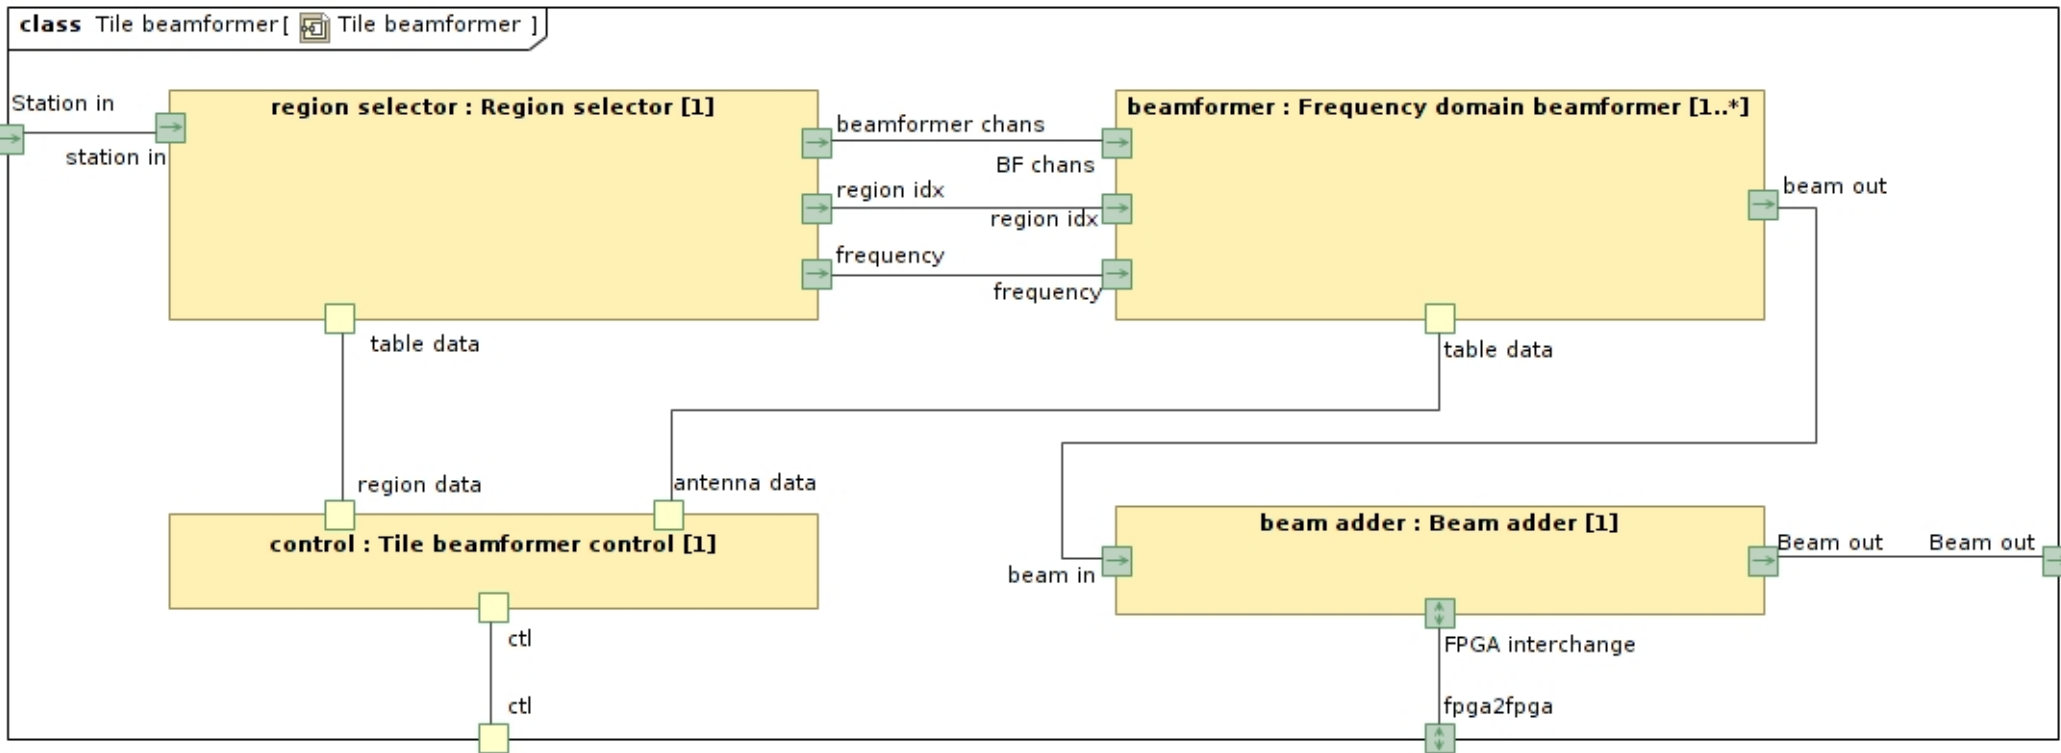 class Tile beamformer[ Tile beamformer ]
Station in
station in
region selector : Region selector [1]
beamformer chans
BF chans
region idx
region idx
frequency
frequency
table data
beamformer : Frequency domain beamformer [1..*]
beam out
table data
region data
antenna data
control : Tile beamformer control [1]
ctl
ctl
beam adder : Beam adder [1]
beam in
Beam out
Beam out
FPGA interchange
fpga2fpga